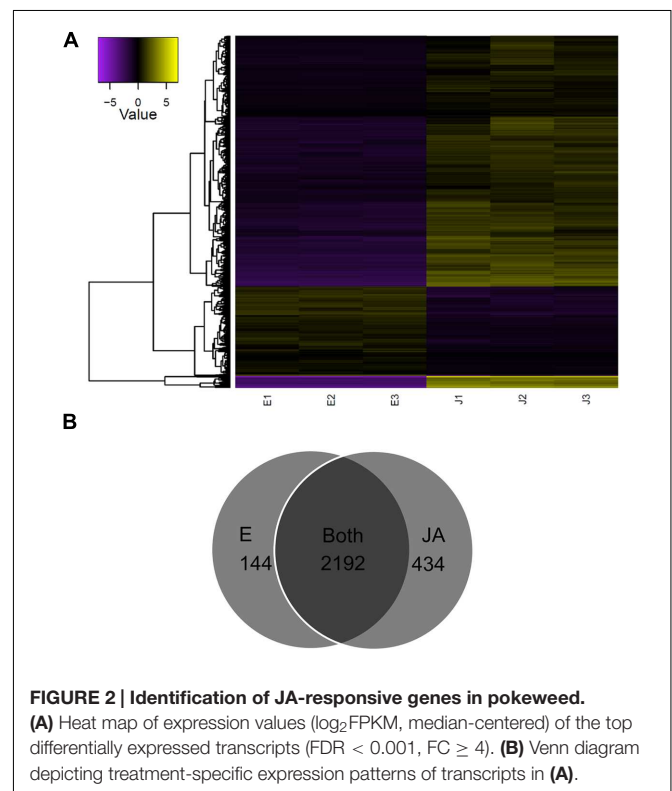 A
−5 0 5
Value
E1 E2 E3 J1 J2 J3
B
E Both JA
144 2192 434
FIGURE 2 | Identification of JA-responsive genes in pokeweed.
(A) Heat map of expression values (log₂FPKM, median-centered) of the top
differentially expressed transcripts (FDR < 0.001, FC ≥ 4). (B) Venn diagram
depicting treatment-specific expression patterns of transcripts in (A).